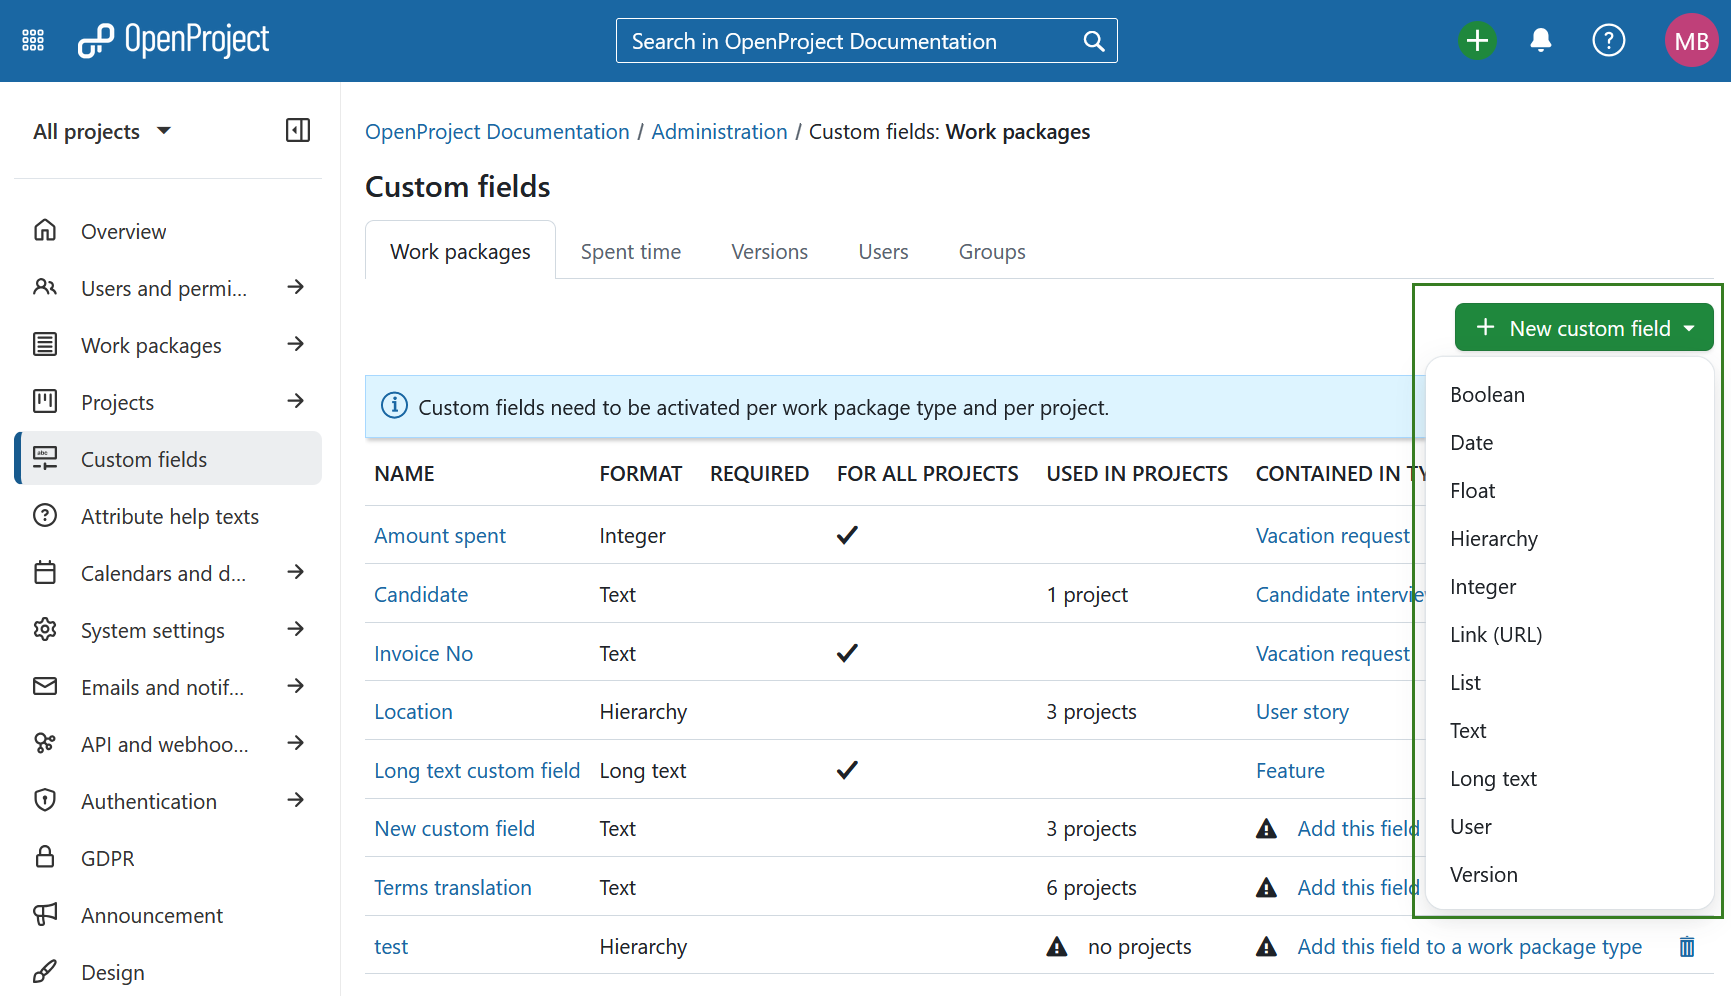 OpenProject
Search in OpenProject Documentation
MB
All projects
Overview
Users and permi...
Work packages
Projects
Custom fields
Attribute help texts
Calendars and d...
System settings
Emails and notif...
API and webhoo...
Authentication
GDPR
Announcement
Design
OpenProject Documentation / Administration / Custom fields: Work packages
Custom fields
Work packages Spent time Versions Users Groups
+ New custom field
Custom fields need to be activated per work package type and per project.
NAME FORMAT REQUIRED FOR ALL PROJECTS USED IN PROJECTS CONTAINED IN TY
Amount spent Integer Vacation request
Candidate Text 1 project Candidate intervie
Invoice No Text Vacation request
Location Hierarchy 3 projects User story
Long text custom field Long text Feature
New custom field Text 3 projects Add this field
Terms translation Text 6 projects Add this field
test Hierarchy no projects Add this field to a work package type
Boolean
Date
Float
Hierarchy
Integer
Link (URL)
List
Text
Long text
User
Version